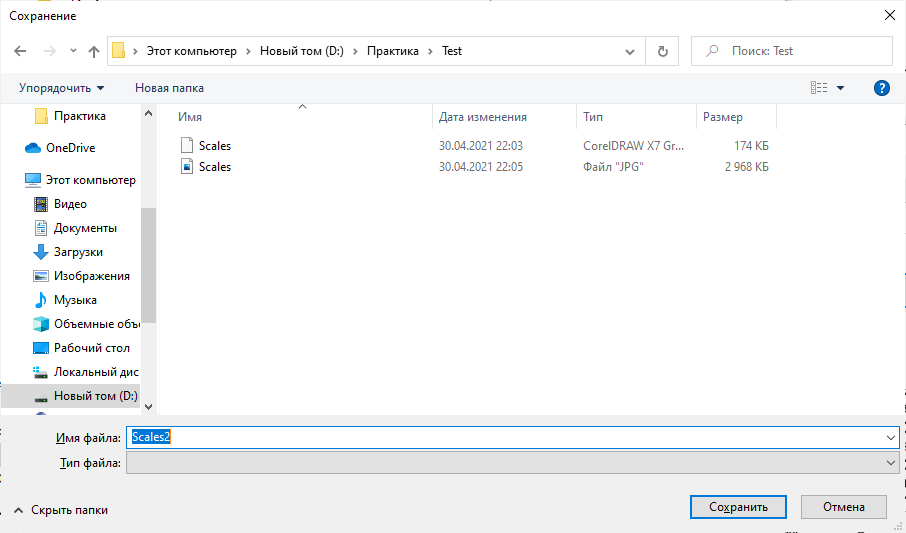 Сохранение
Этот компьютер > Новый том (D:) > Практика > Test
Поиск: Test
Упорядочить
Новая папка
Практика
OneDrive
Этот компьютер
Видео
Документы
Загрузки
Изображения
Музыка
Объемные объе
Рабочий стол
Локальный дис
Новый том (D:)
Имя Дата изменения Тип Размер
Scales 30.04.2021 22:03 CorelDRAW X7 Gr... 174 КБ
Scales 30.04.2021 22:05 Файл "JPG" 2 968 КБ
Имя файла: Scales2
Тип файла:
Скрыть папки
Сохранить
Отмена